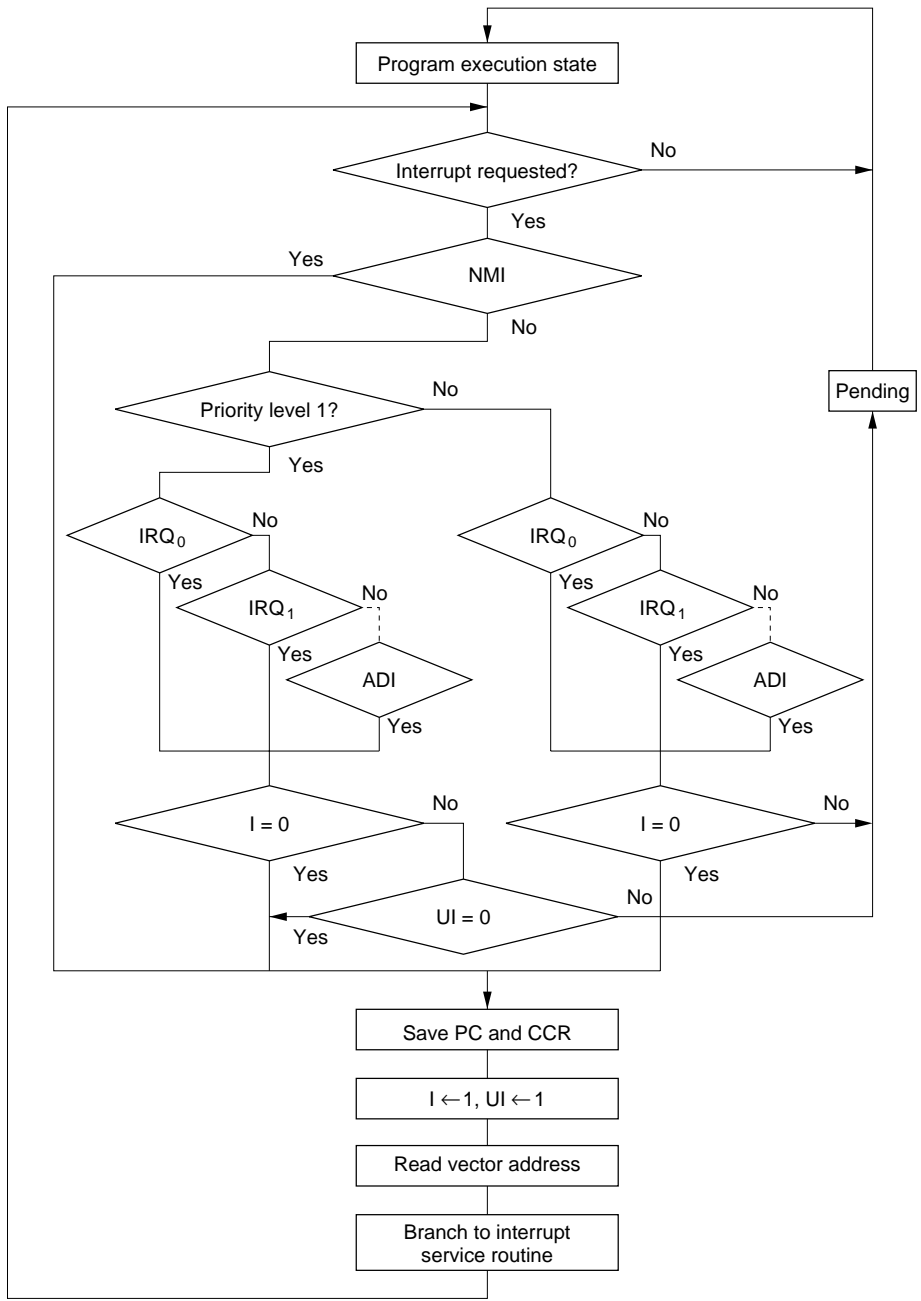 Program execution state
Interrupt requested?
No
Yes
Yes
NMI
No
Priority level 1?
No
Pending
Yes
IRQ0
No
IRQ0
No
Yes
IRQ1
No
Yes
IRQ1
No
Yes
ADI
Yes
ADI
Yes
Yes
I = 0
No
I = 0
No
Yes
Yes
UI = 0
No
Yes
Save PC and CCR
I ← 1, UI ← 1
Read vector address
Branch to interrupt
service routine